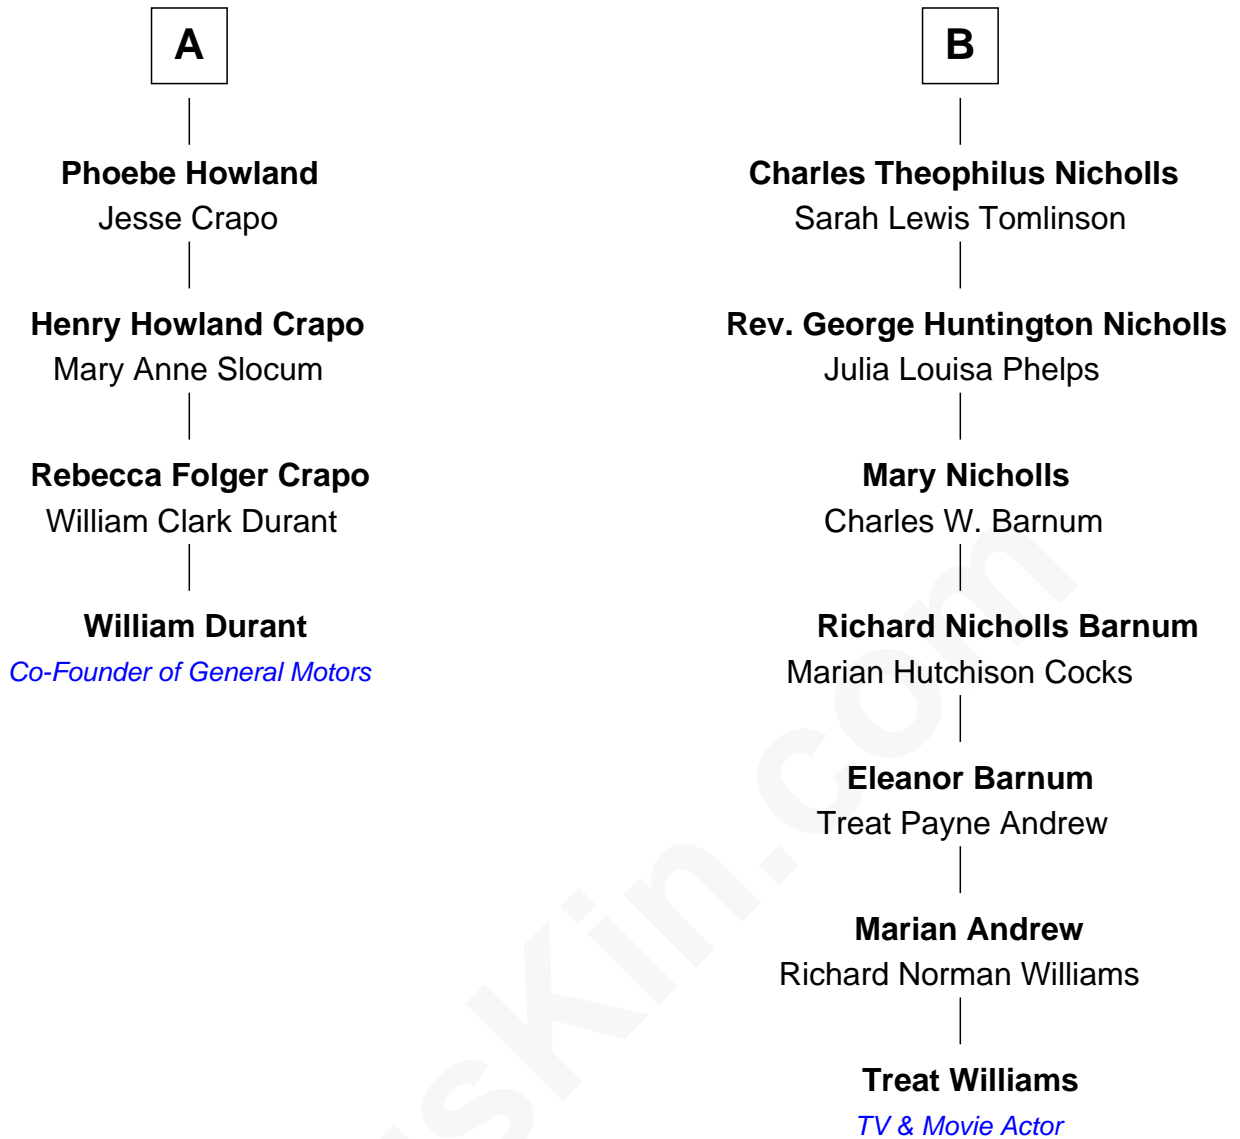 A
Phoebe Howland
Jesse Crapo
Henry Howland Crapo
Mary Anne Slocum
Rebecca Folger Crapo
William Clark Durant
William Durant
Co-Founder of General Motors
B
Charles Theophilus Nicholls
Sarah Lewis Tomlinson
Rev. George Huntington Nicholls
Julia Louisa Phelps
Mary Nicholls
Charles W. Barnum
Richard Nicholls Barnum
Marian Hutchison Cocks
Eleanor Barnum
Treat Payne Andrew
Marian Andrew
Richard Norman Williams
Treat Williams
TV & Movie Actor
sKin.com